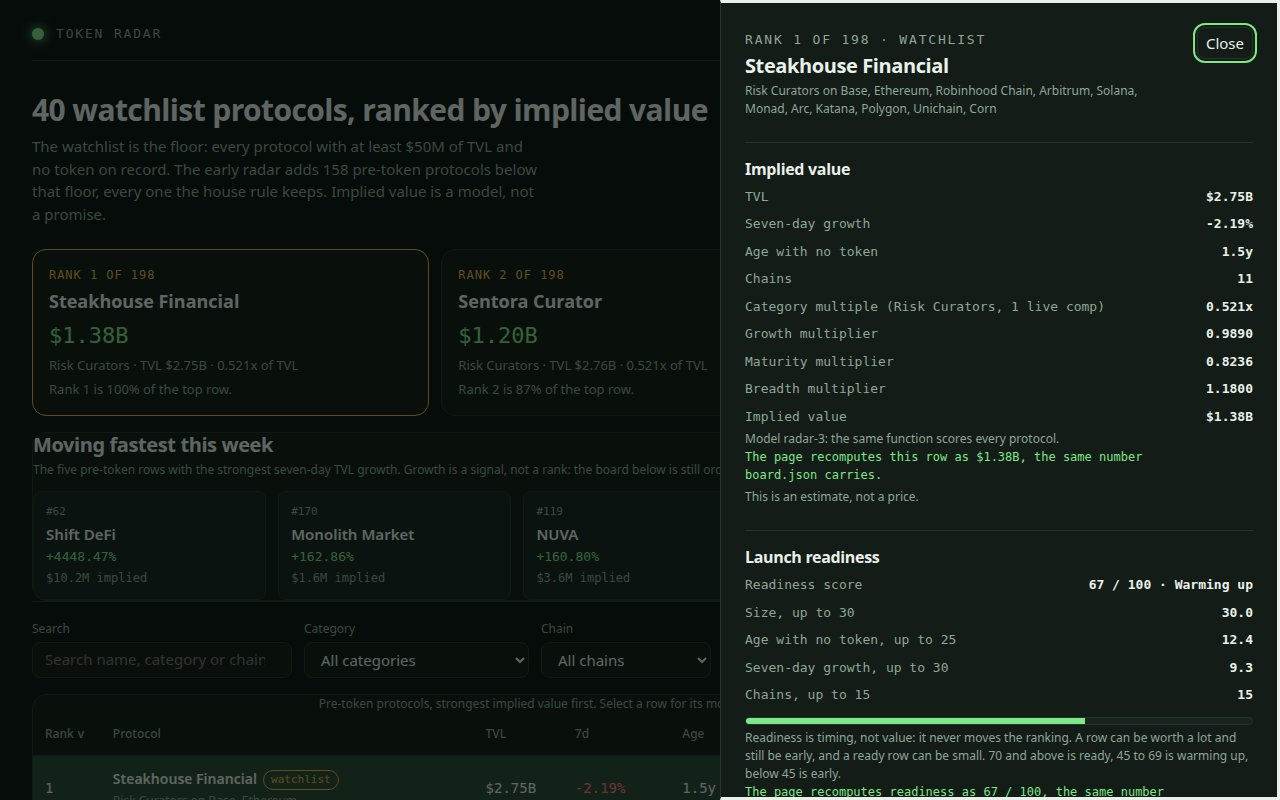 TOKEN RADAR
40 watchlist protocols, ranked by implied value
The watchlist is the floor: every protocol with at least $50M of TVL and
no token on record. The early radar adds 158 pre-token protocols below
that floor, every one the house rule keeps. Implied value is a model, not
a promise.
RANK 1 OF 198
Steakhouse Financial
$1.38B
Risk Curators · TVL $2.75B · 0.521x of TVL
Rank 1 is 100% of the top row.
RANK 2 OF 198
Sentora Curator
$1.20B
Risk Curators · TVL $2.76B · 0.521x of TVL
Rank 2 is 87% of the top row.
Moving fastest this week
The five pre-token rows with the strongest seven-day TVL growth. Growth is a signal, not a rank: the board below is still
#62
Shift DeFi
+4448.47%
$10.2M implied
#170
Monolith Market
+162.86%
$1.6M implied
#119
NUVA
+160.80%
$3.6M implied
Search
Category
Chain
Search name, category or chain
All categories
All chains
Pre-token protocols, strongest implied value first. Select a row for its
Rank v
Protocol
TVL
7d
Age
1
Steakhouse Financial
watchlist
Risk Curators on Base, Ethereum
$2.75B
-2.19%
1.5y
RANK 1 OF 198 · WATCHLIST
Close
Steakhouse Financial
Risk Curators on Base, Ethereum, Robinhood Chain, Arbitrum, Solana,
Monad, Arc, Katana, Polygon, Unichain, Corn
Implied value
TVL $2.75B
Seven-day growth -2.19%
Age with no token 1.5y
Chains 11
Category multiple (Risk Curators, 1 live comp) 0.521x
Growth multiplier 0.9890
Maturity multiplier 0.8236
Breadth multiplier 1.1800
Implied value $1.38B
Model radar-3: the same function scores every protocol.
The page recomputes this row as $1.38B, the same number
board.json carries.
This is an estimate, not a price.
Launch readiness
Readiness score 67 / 100 · Warming up
Size, up to 30 30.0
Age with no token, up to 25 12.4
Seven-day growth, up to 30 9.3
Chains, up to 15 15
Readiness is timing, not value: it never moves the ranking. A row can be worth a lot and
still be early, and a ready row can be small. 70 and above is ready, 45 to 69 is warming up,
below 45 is early.
The page recomputes readiness as 67 / 100, the same number